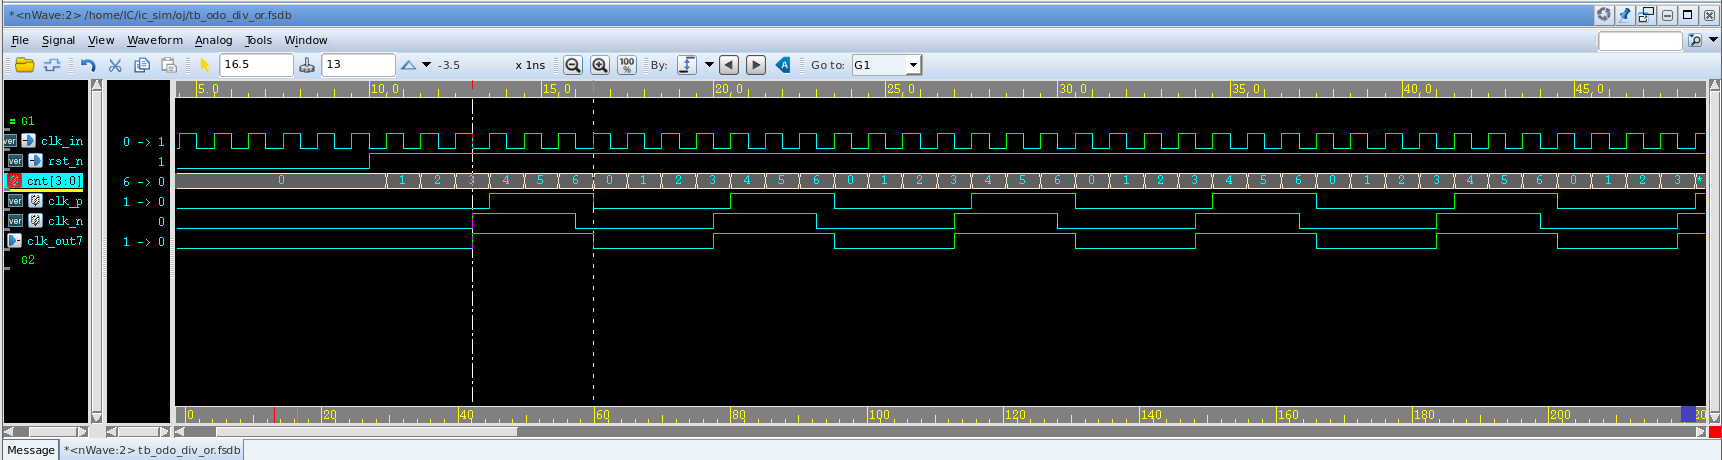 *<nWave:2> /home/IC/ic_sim/oj/tb_odo_div_or.fsdb
File Signal View Waveform Analog Tools Window
16.5 13 -3.5 x 1ns 100 % By: Go to: G1
5,0 10,0 15,0 20,0 25,0 30,0 35,0 40,0 45,0
= G1
ver clk_in 0 -> 1
ver rst_n 1
cnt[3:0] 6 -> 0 0 1 2 3 4 5 6 0 1 2 3 4 5 6 0 1 2 3 4 5 6 0 1 2 3 4 5 6 0 1 2 3 4 5 6 0 1 2 3 *
ver clk_p 1 -> 0
ver clk_n 0
clk_out7 1 -> 0
G2
0 20 40 60 80 100 120 140 160 180 200
Message *<nWave:2> tb_odo_div_or.fsdb